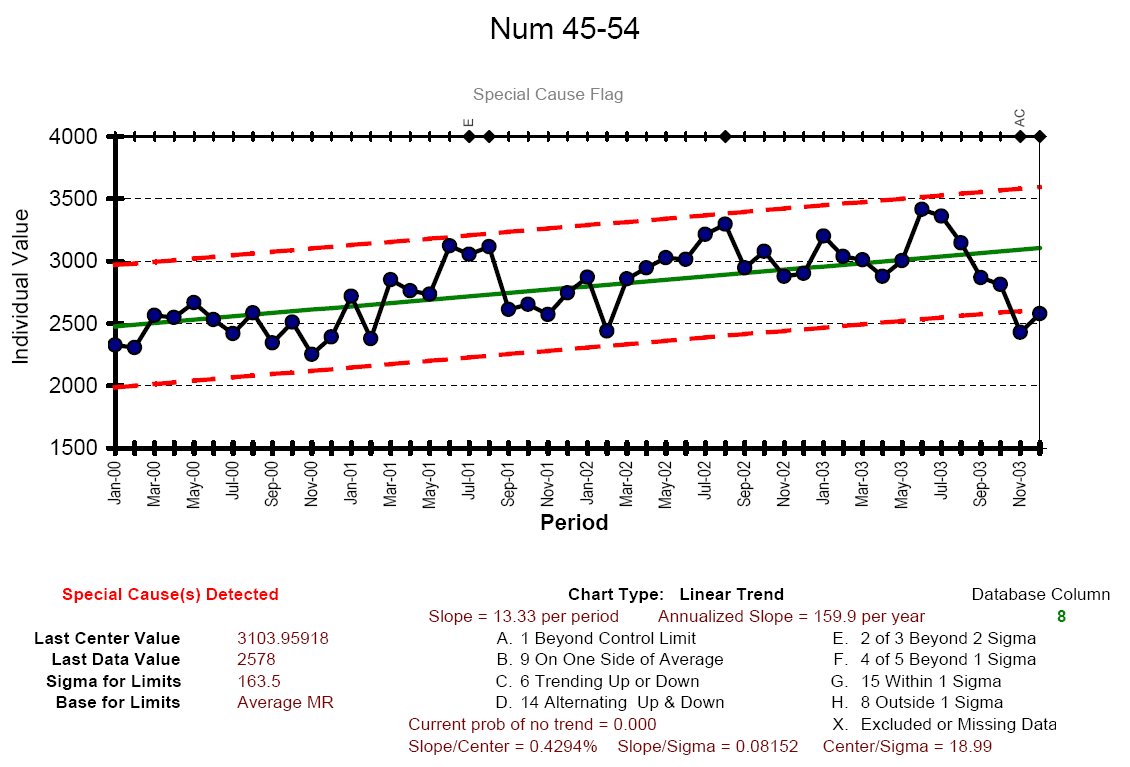 Num 45-54
Special Cause Flag
E
AC
4000
3500
3000
2500
2000
1500
Individual Value
Jan-00 Mar-00 May-00 Jul-00 Sep-00 Nov-00 Jan-01 Mar-01 May-01 Jul-01 Sep-01 Nov-01 Jan-02 Mar-02 May-02 Jul-02 Sep-02 Nov-02 Jan-03 Mar-03 May-03 Jul-03 Sep-03 Nov-03
Period
Special Cause(s) Detected Chart Type: Linear Trend Database Column
Slope = 13.33 per period Annualized Slope = 159.9 per year 8
Last Center Value 3103.95918 A. 1 Beyond Control Limit E. 2 of 3 Beyond 2 Sigma
Last Data Value 2578 B. 9 On One Side of Average F. 4 of 5 Beyond 1 Sigma
Sigma for Limits 163.5 C. 6 Trending Up or Down G. 15 Within 1 Sigma
Base for Limits Average MR D. 14 Alternating Up & Down H. 8 Outside 1 Sigma
Current prob of no trend = 0.000 X. Excluded or Missing Data
Slope/Center = 0.4294% Slope/Sigma = 0.08152 Center/Sigma = 18.99